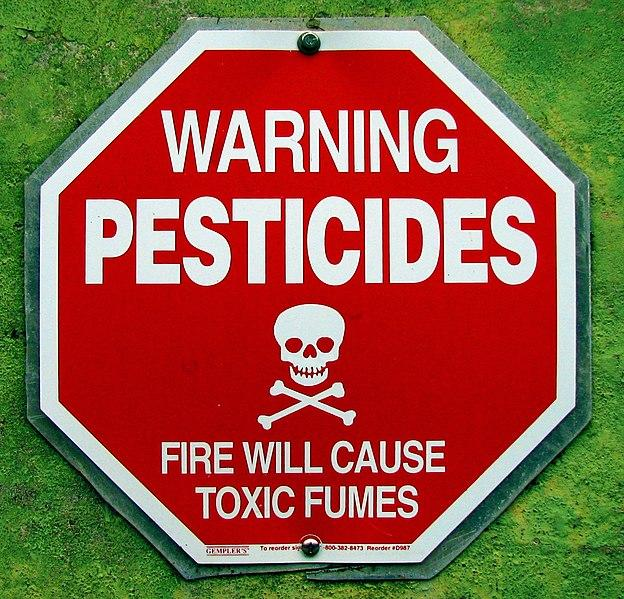 WARNING
PESTICIDES
FIRE WILL CAUSE
TOXIC FUMES
GEMPLER'S To reorder 800-382-8473 Reorder #D987